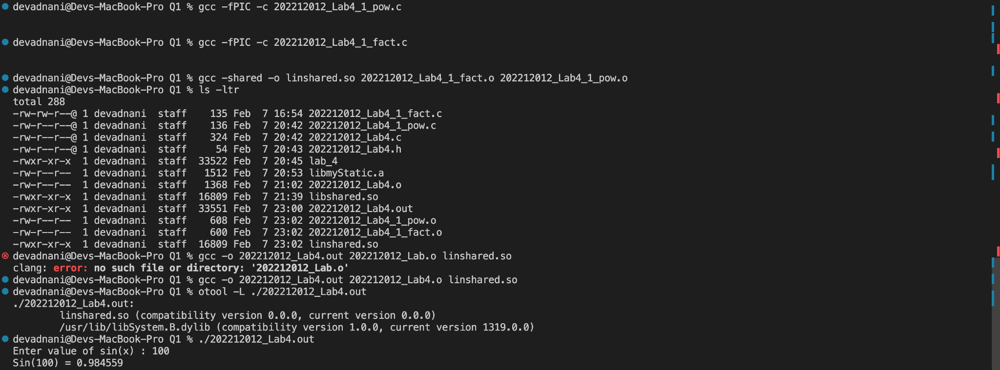 devadnani@Devs-MacBook-Pro Q1 % gcc -fPIC -c 202212012_Lab4_1_pow.c
devadnani@Devs-MacBook-Pro Q1 % gcc -fPIC -c 202212012_Lab4_1_fact.c
devadnani@Devs-MacBook-Pro Q1 % gcc -shared -o linshared.so 202212012_Lab4_1_fact.o 202212012_Lab4_1_pow.o
devadnani@Devs-MacBook-Pro Q1 % ls -ltr
total 288
-rw-rw-r--@ 1 devadnani  staff    135 Feb  7 16:54 202212012_Lab4_1_fact.c
-rw-r--r--@ 1 devadnani  staff    136 Feb  7 20:42 202212012_Lab4_1_pow.c
-rw-r--r--@ 1 devadnani  staff    324 Feb  7 20:42 202212012_Lab4.c
-rw-r--r--@ 1 devadnani  staff     54 Feb  7 20:43 202212012_Lab4.h
-rwxr-xr-x  1 devadnani  staff  33522 Feb  7 20:45 lab_4
-rw-r--r--  1 devadnani  staff   1512 Feb  7 20:53 libmyStatic.a
-rw-r--r--  1 devadnani  staff   1368 Feb  7 21:02 202212012_Lab4.o
-rwxr-xr-x  1 devadnani  staff  16809 Feb  7 21:39 libshared.so
-rwxr-xr-x  1 devadnani  staff  33551 Feb  7 23:00 202212012_Lab4.out
-rw-r--r--  1 devadnani  staff    608 Feb  7 23:02 202212012_Lab4_1_pow.o
-rw-r--r--  1 devadnani  staff    600 Feb  7 23:02 202212012_Lab4_1_fact.o
-rwxr-xr-x  1 devadnani  staff  16809 Feb  7 23:02 linshared.so
devadnani@Devs-MacBook-Pro Q1 % gcc -o 202212012_Lab4.out 202212012_Lab.o linshared.so
clang: error: no such file or directory: '202212012_Lab.o'
devadnani@Devs-MacBook-Pro Q1 % gcc -o 202212012_Lab4.out 202212012_Lab4.o linshared.so
devadnani@Devs-MacBook-Pro Q1 % otool -L ./202212012_Lab4.out
./202212012_Lab4.out:
        linshared.so (compatibility version 0.0.0, current version 0.0.0)
        /usr/lib/libSystem.B.dylib (compatibility version 1.0.0, current version 1319.0.0)
devadnani@Devs-MacBook-Pro Q1 % ./202212012_Lab4.out
Enter value of sin(x) : 100
Sin(100) = 0.984559